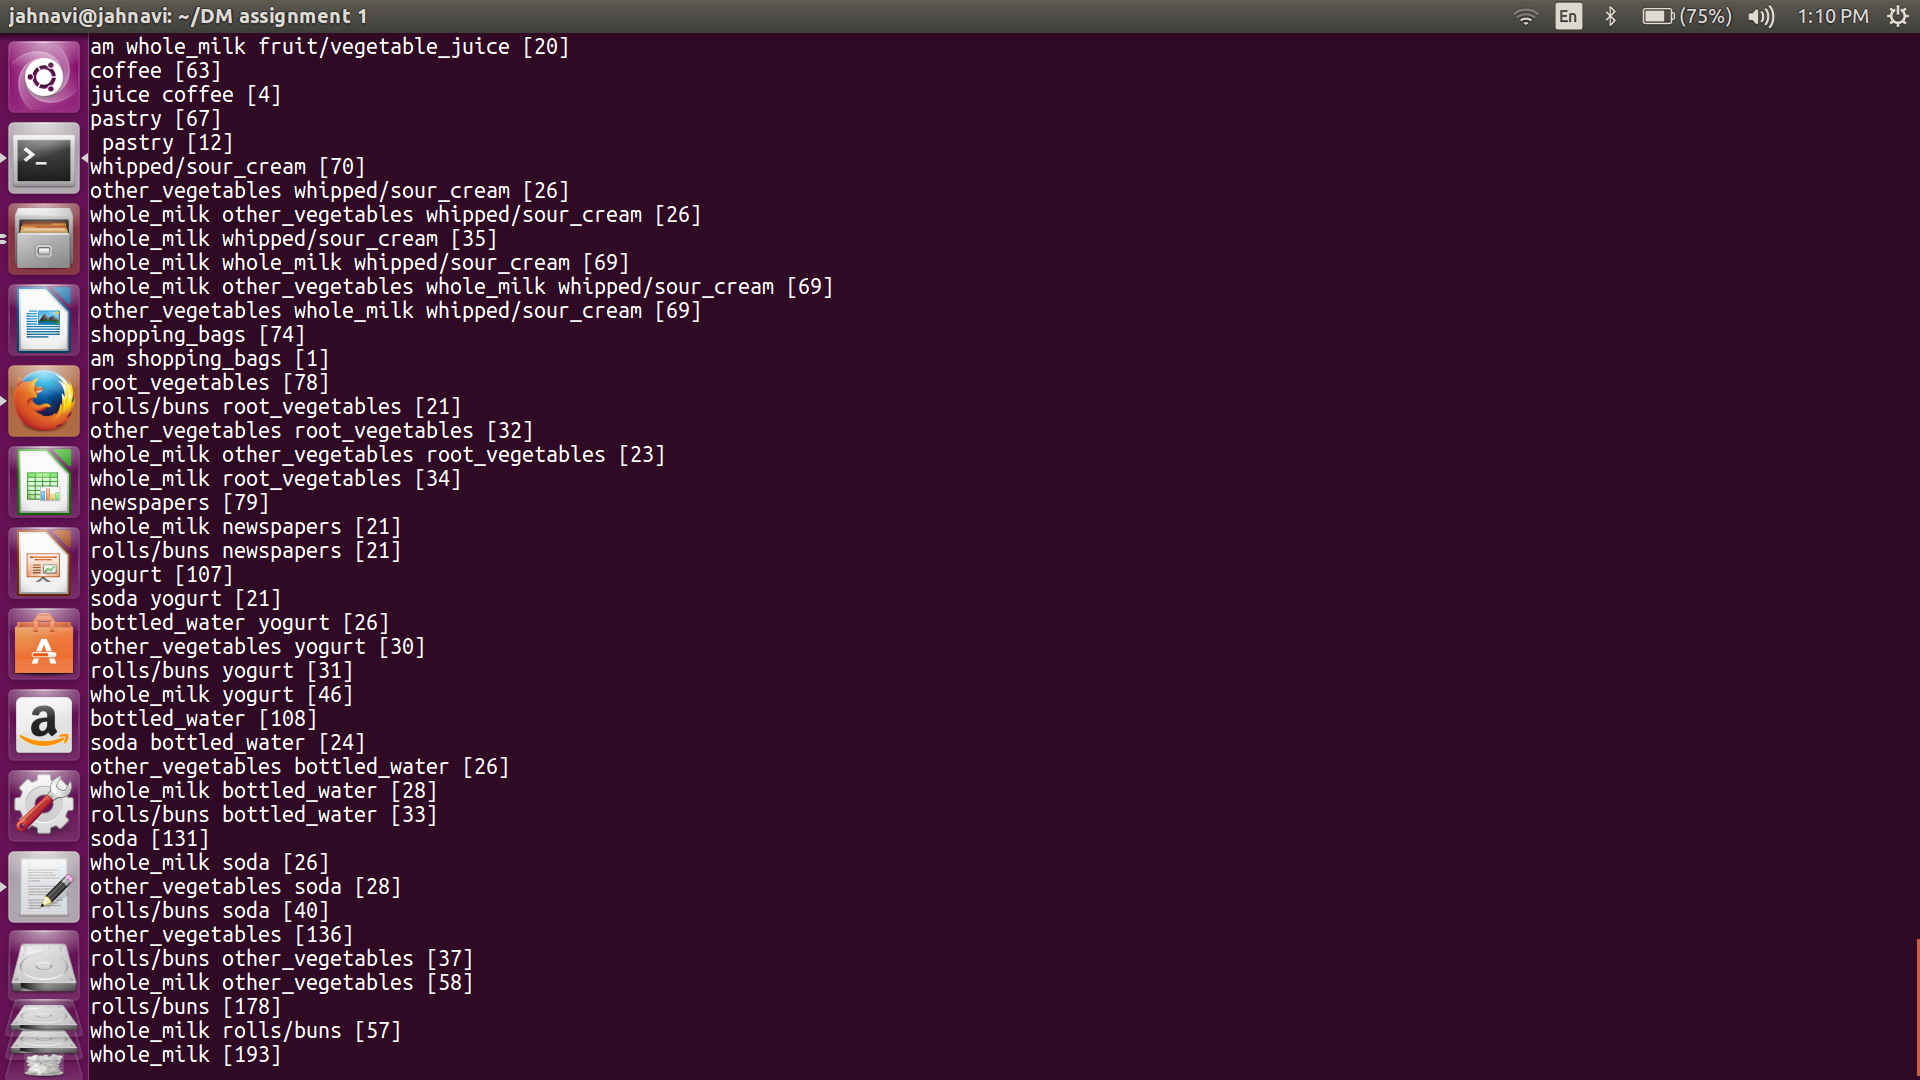 jahnavi@jahnavi: ~/DM assignment 1
En (75%) 1:10 PM
am whole_milk fruit/vegetable_juice [20]
coffee [63]
juice coffee [4]
pastry [67]
 pastry [12]
whipped/sour_cream [70]
other_vegetables whipped/sour_cream [26]
whole_milk other_vegetables whipped/sour_cream [26]
whole_milk whipped/sour_cream [35]
whole_milk whole_milk whipped/sour_cream [69]
whole_milk other_vegetables whole_milk whipped/sour_cream [69]
other_vegetables whole_milk whipped/sour_cream [69]
shopping_bags [74]
am shopping_bags [1]
root_vegetables [78]
rolls/buns root_vegetables [21]
other_vegetables root_vegetables [32]
whole_milk other_vegetables root_vegetables [23]
whole_milk root_vegetables [34]
newspapers [79]
whole_milk newspapers [21]
rolls/buns newspapers [21]
yogurt [107]
soda yogurt [21]
bottled_water yogurt [26]
other_vegetables yogurt [30]
rolls/buns yogurt [31]
whole_milk yogurt [46]
bottled_water [108]
soda bottled_water [24]
other_vegetables bottled_water [26]
whole_milk bottled_water [28]
rolls/buns bottled_water [33]
soda [131]
whole_milk soda [26]
other_vegetables soda [28]
rolls/buns soda [40]
other_vegetables [136]
rolls/buns other_vegetables [37]
whole_milk other_vegetables [58]
rolls/buns [178]
whole_milk rolls/buns [57]
whole_milk [193]